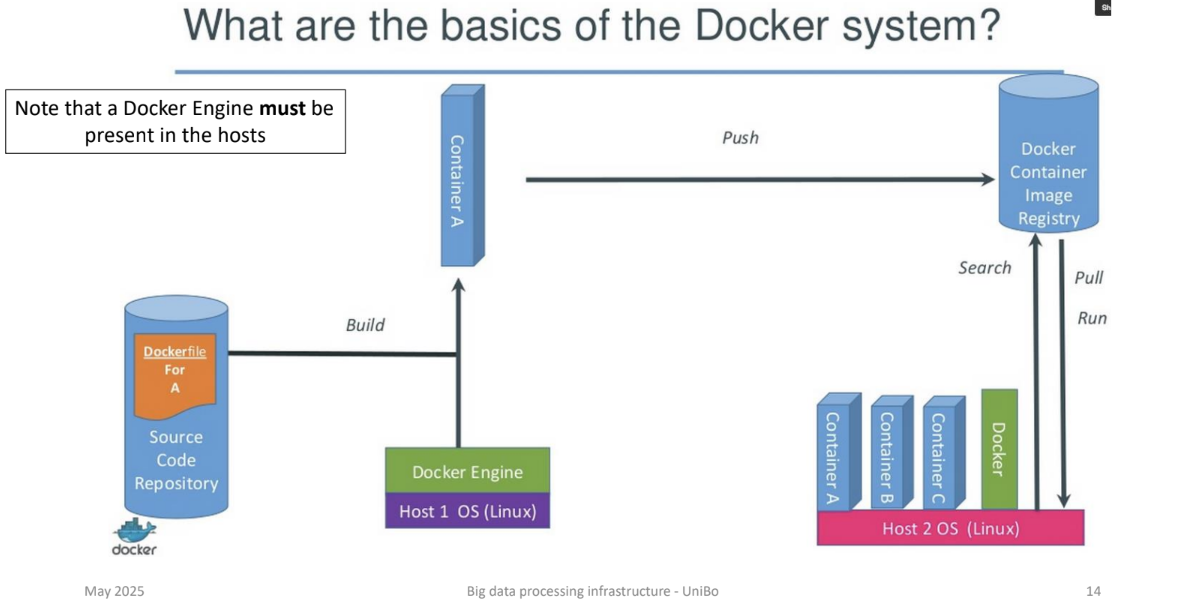 Sh
What are the basics of the Docker system?
Note that a Docker Engine must be
present in the hosts
Container A
Push
Docker
Container
Image
Registry
Search
Pull
Run
Build
Dockerfile
For
A
Source
Code
Repository
docker
Docker Engine
Host 1 OS (Linux)
Container A
Container B
Container C
Docker
Host 2 OS (Linux)
May 2025
Big data processing infrastructure - UniBo
14